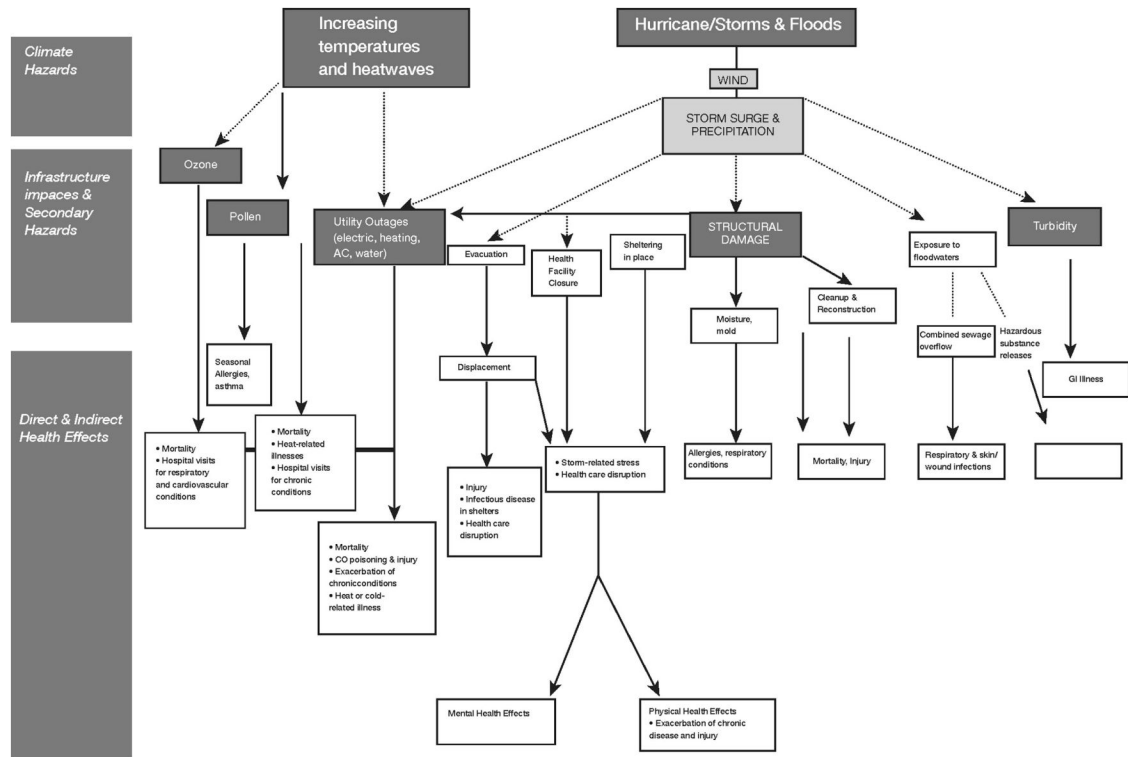 Climate
Hazards
Increasing
temperatures
and heatwaves
Hurricane/Storms & Floods
WIND
STORM SURGE &
PRECIPITATION
Infrastructure
impaces &
Secondary
Hazards
Ozone
Pollen
Utility Outages
(electric, heating,
AC, water)
Evacuation
Health
Facility
Closure
Sheltering
in place
STRUCTURAL
DAMAGE
Exposure to
floodwaters
Turbidity
Moisture,
mold
Cleanup &
Reconstruction
Combined sewage
overflow
Hazardous
substance
releases
Direct & Indirect
Health Effects
Seasonal
Allergies,
asthma
Displacement
GI Illness
• Mortality
• Hospital visits
for respiratory
and cardiovascular
conditions
• Mortality
• Heat-related
illnesses
• Hospital visits
for chronic
conditions
• Mortality
• CO poisoning & injury
• Exacerbation of
chronicconditions
• Heat or cold-
related illness
• Injury
• Infectious disease
in shelters
• Health care
disruption
• Storm-related stress
• Health care disruption
Allergies, respiratory
conditions
Mortality, Injury
Respiratory & skin/
wound infections
Mental Health Effects
Physical Health Effects
• Exacerbation of chronic
disease and injury